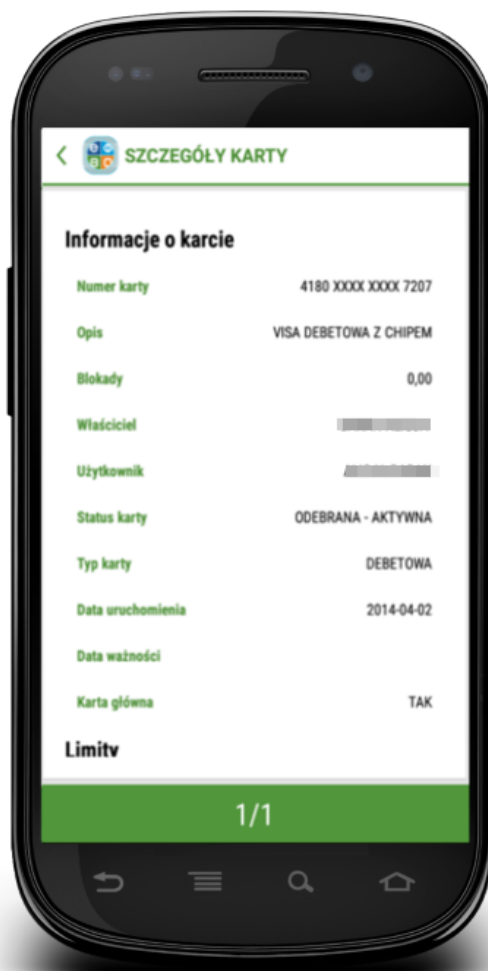 SZCZEGÓŁY KARTY
Informacje o karcie
Numer karty 4180 XXXX XXXX 7207
Opis VISA DEBETOWA Z CHIPEM
Blokady 0,00
Właściciel
Użytkownik
Status karty ODEBRANA - AKTYWNA
Typ karty DEBETOWA
Data uruchomienia 2014-04-02
Data ważności
Karta główna TAK
Limity
1/1